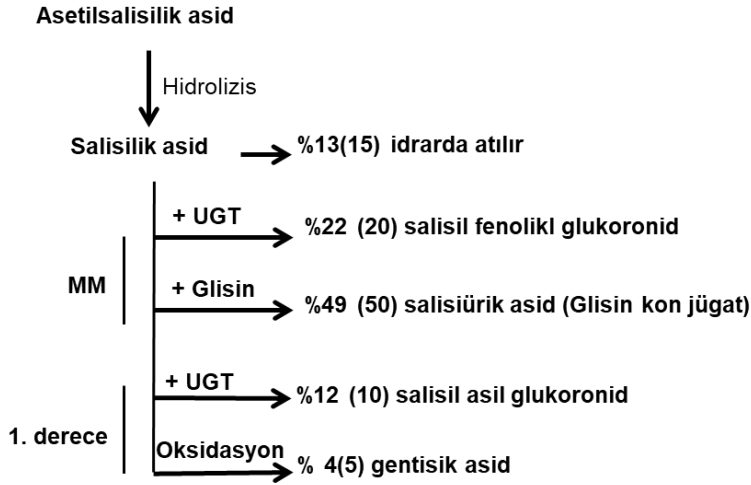 Asetilsalisilik asid
Hidrolizis
Salisilik asid
%13(15) idrarda atılır
+ UGT
%22 (20) salisil fenolikl glukoronid
MM
+ Glisin
%49 (50) salisiürik asid (Glisin kon jügat)
+ UGT
%12 (10) salisil asil glukoronid
1. derece
Oksidasyon
% 4(5) gentisik asid